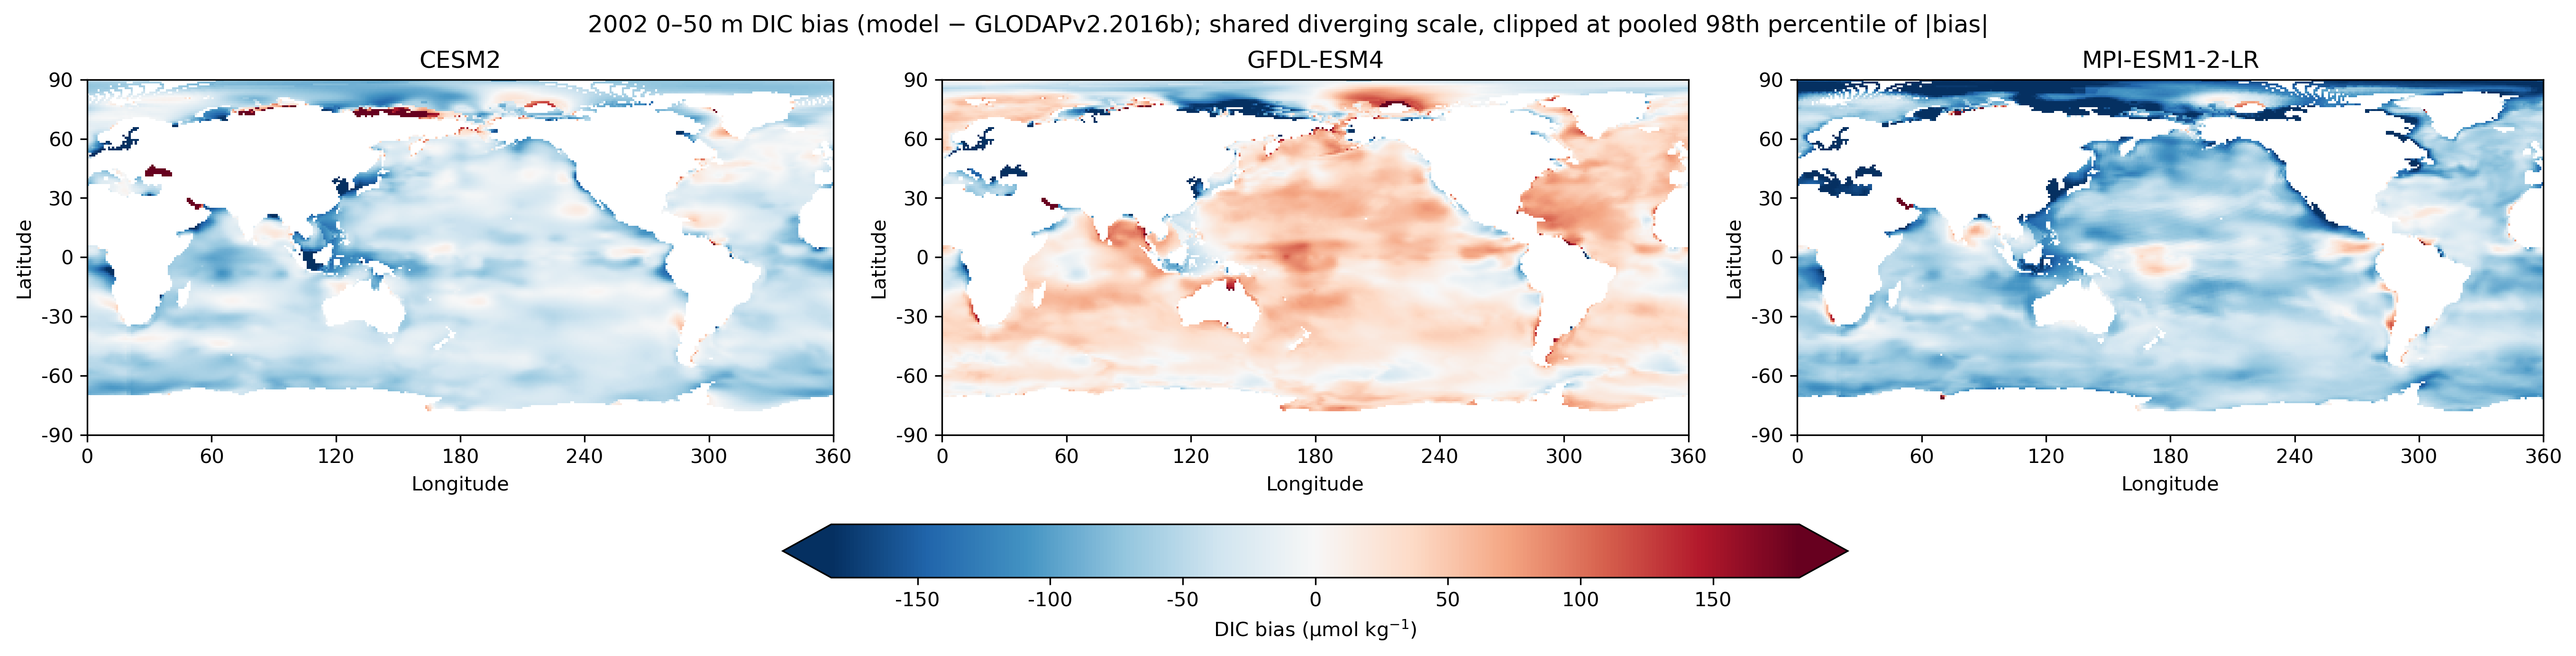 2002 0–50 m DIC bias (model − GLODAPv2.2016b); shared diverging scale, clipped at pooled 98th percentile of |bias|
CESM2
GFDL-ESM4
MPI-ESM1-2-LR
Latitude
90
60
30
0
-30
-60
-90
0 60 120 180 240 300 360
Longitude
Latitude
90
60
30
0
-30
-60
-90
0 60 120 180 240 300 360
Longitude
Latitude
90
60
30
0
-30
-60
-90
0 60 120 180 240 300 360
Longitude
-150 -100 -50 0 50 100 150
DIC bias (μmol kg⁻¹)